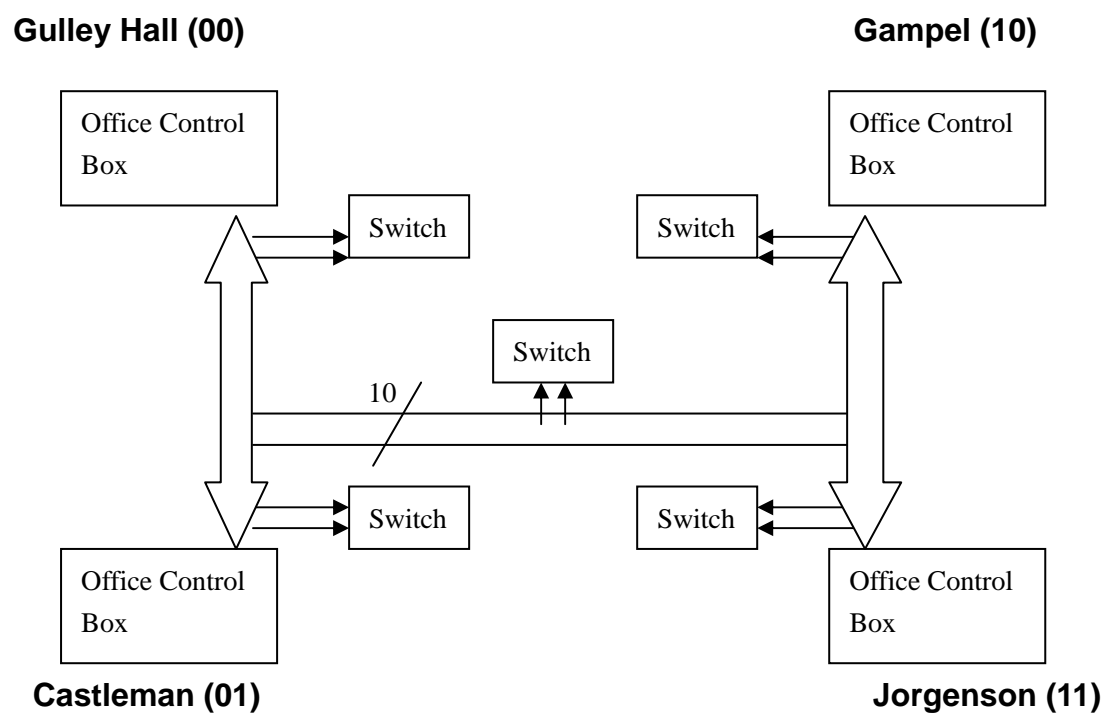 Gulley Hall (00)
Gampel (10)
Office Control
Box
Office Control
Box
Switch
Switch
Switch
10
Switch
Switch
Office Control
Box
Office Control
Box
Castleman (01)
Jorgenson (11)